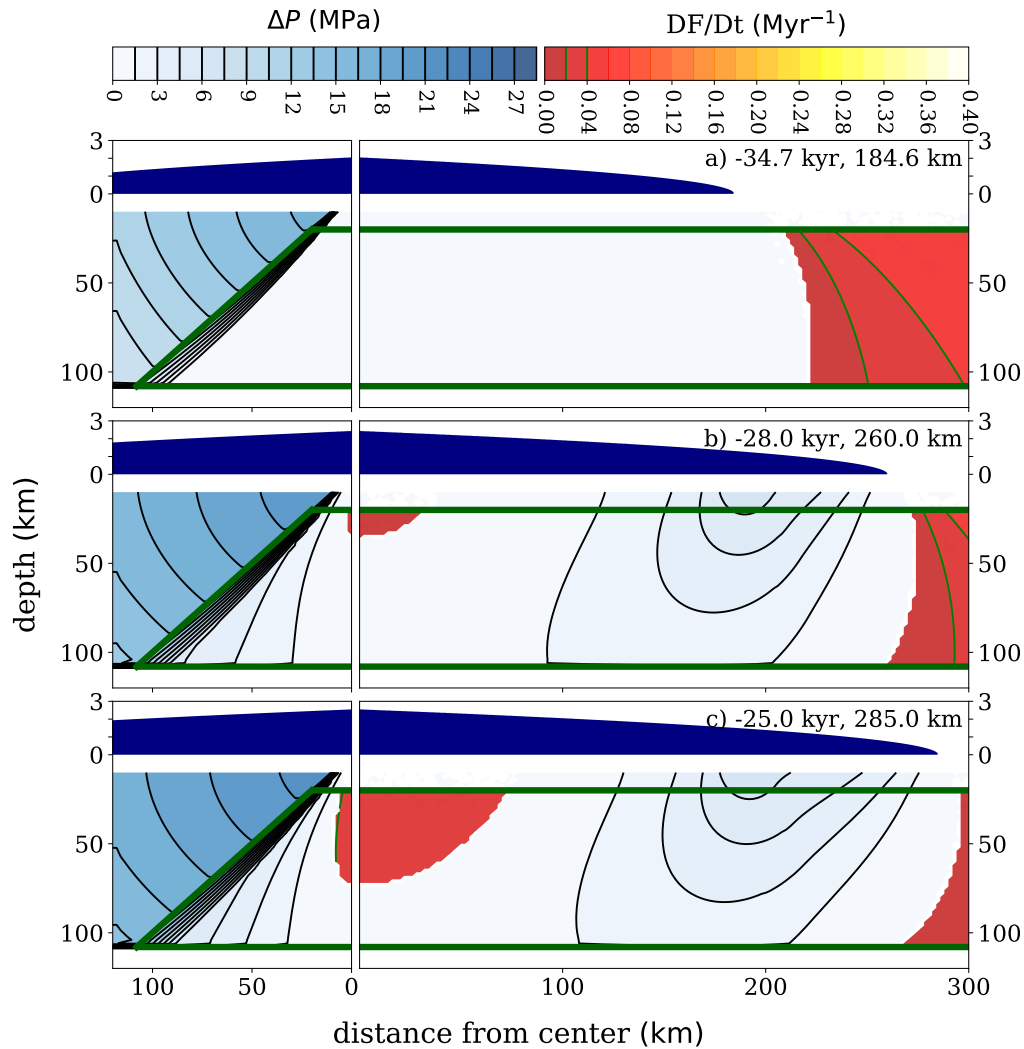 ΔP (MPa) DF/Dt (Myr⁻¹)
0 3 6 9 12 15 18 21 24 27 0.00 0.04 0.08 0.12 0.16 0.20 0.24 0.28 0.32 0.36 0.40
3 a) -34.7 kyr, 184.6 km 3
0 0
50 50
100 100
3 b) -28.0 kyr, 260.0 km 3
0 0
50 50
100 100
3 c) -25.0 kyr, 285.0 km 3
0 0
50 50
100 100
depth (km)
100 50 0 100 200 300
distance from center (km)